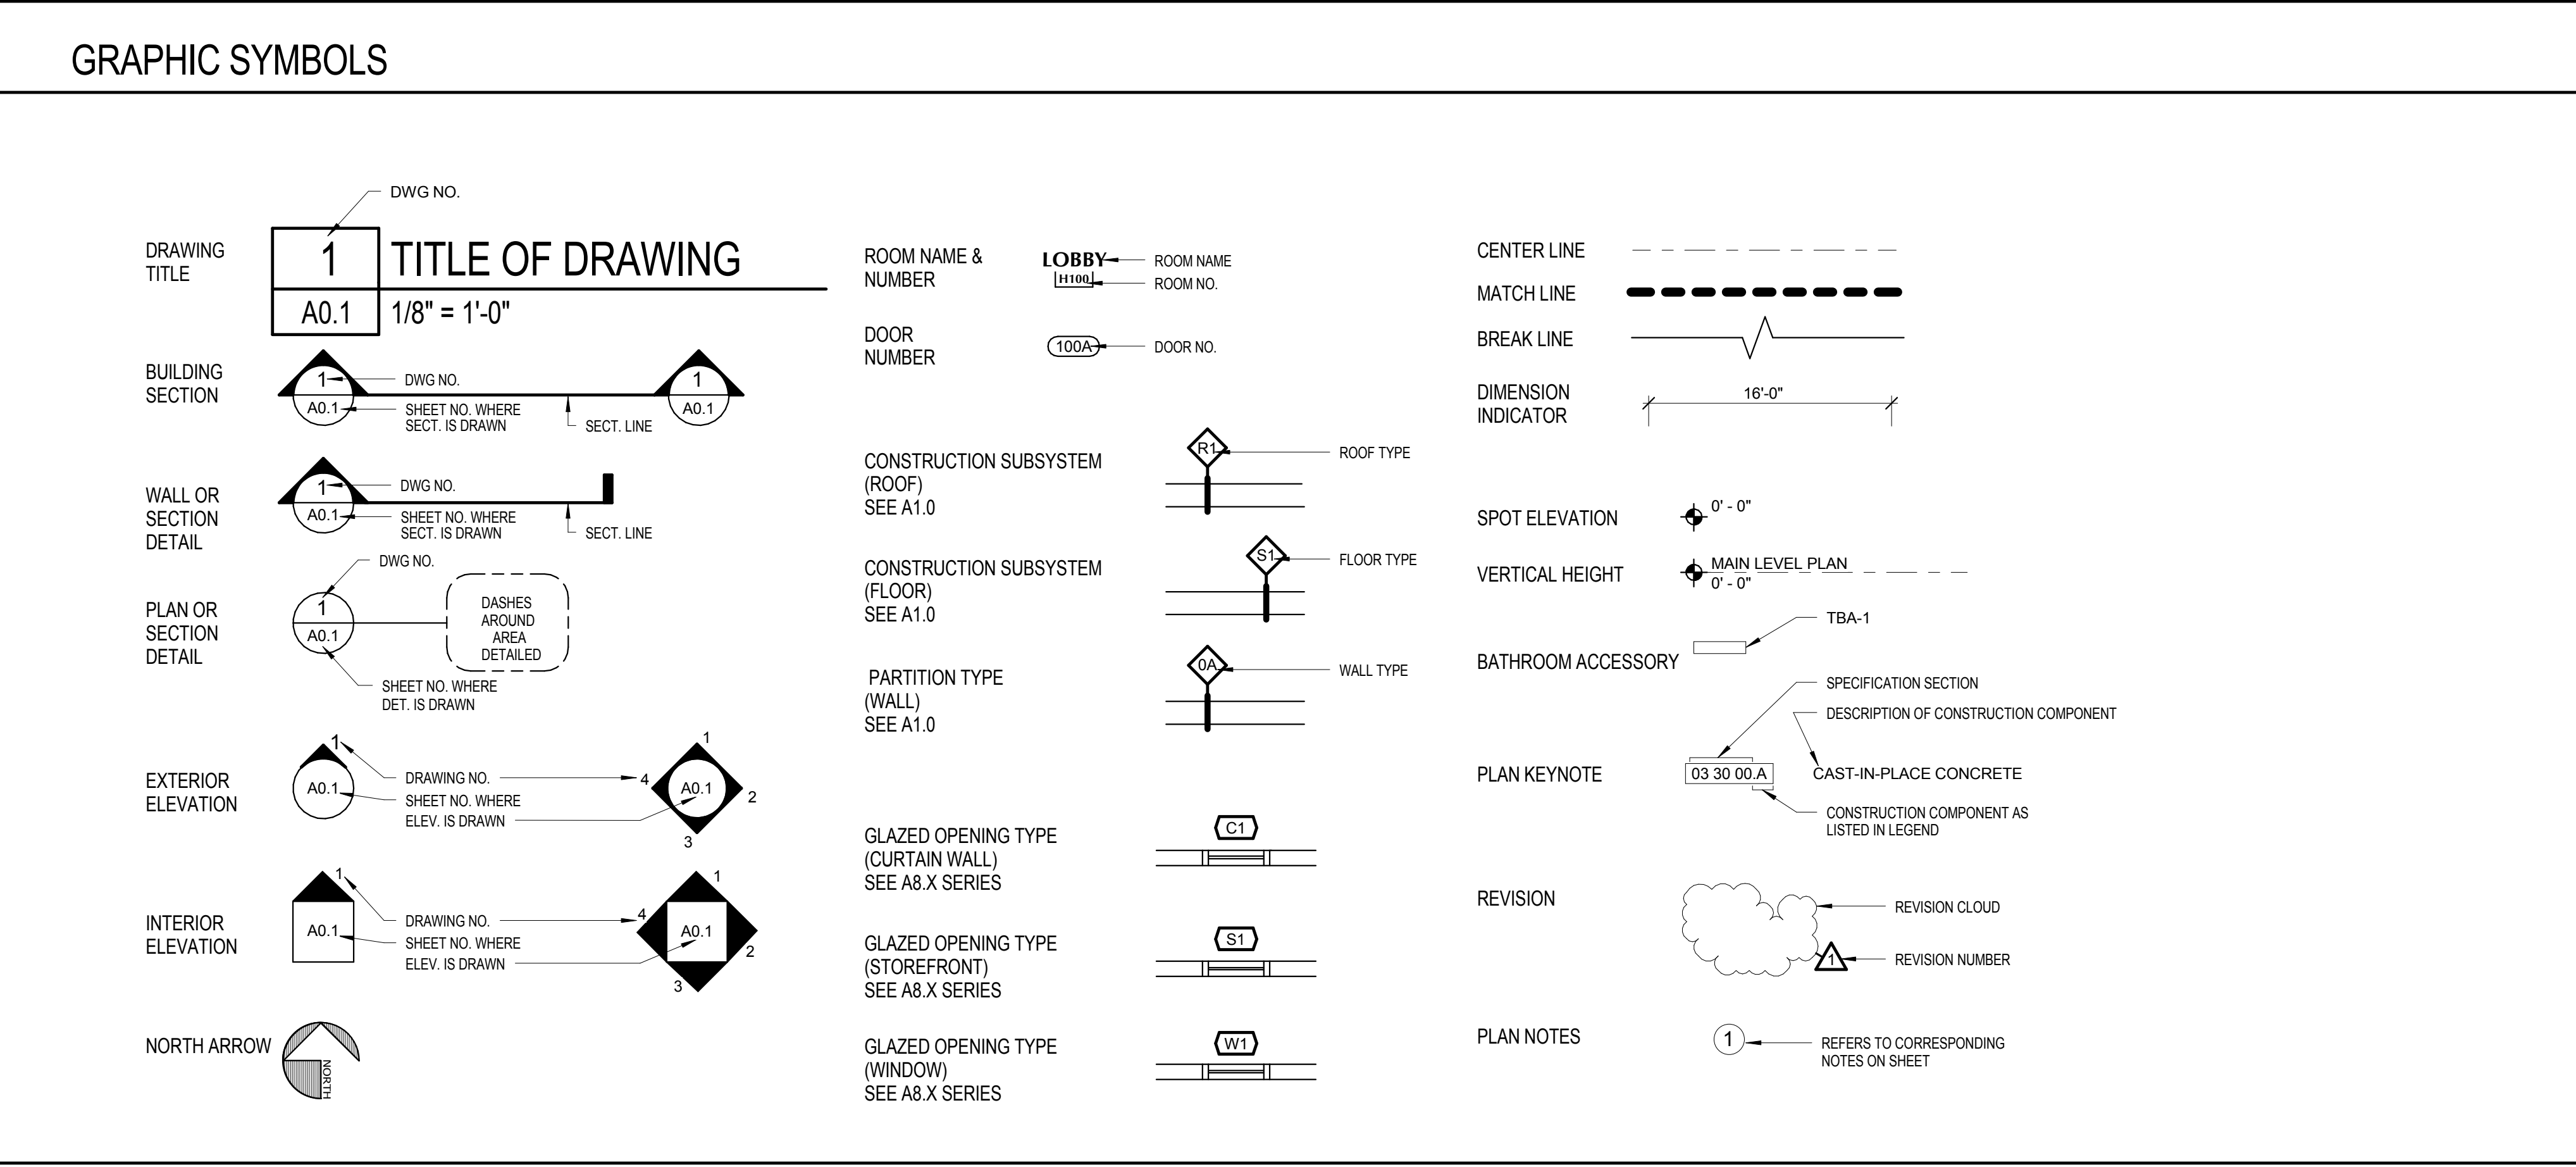 GRAPHIC SYMBOLS
DRAWING
TITLE
DWG NO.
1
TITLE OF DRAWING
A0.1
1/8" = 1'-0"
BUILDING
SECTION
1
DWG NO.
A0.1
SHEET NO. WHERE
SECT. IS DRAWN
SECT. LINE
1
A0.1
WALL OR
SECTION
DETAIL
1
DWG NO.
A0.1
SHEET NO. WHERE
SECT. IS DRAWN
SECT. LINE
PLAN OR
SECTION
DETAIL
DWG NO.
1
A0.1
DASHES
AROUND
AREA
DETAILED
SHEET NO. WHERE
DET. IS DRAWN
EXTERIOR
ELEVATION
1
A0.1
DRAWING NO.
SHEET NO. WHERE
ELEV. IS DRAWN
1
4
A0.1
2
3
INTERIOR
ELEVATION
1
A0.1
DRAWING NO.
SHEET NO. WHERE
ELEV. IS DRAWN
1
4
A0.1
2
3
NORTH ARROW
NORTH
ROOM NAME &
NUMBER
LOBBY
ROOM NAME
H100
ROOM NO.
DOOR
NUMBER
100A
DOOR NO.
CONSTRUCTION SUBSYSTEM
(ROOF)
SEE A1.0
R1
ROOF TYPE
CONSTRUCTION SUBSYSTEM
(FLOOR)
SEE A1.0
S1
FLOOR TYPE
PARTITION TYPE
(WALL)
SEE A1.0
0A
WALL TYPE
GLAZED OPENING TYPE
(CURTAIN WALL)
SEE A8.X SERIES
C1
GLAZED OPENING TYPE
(STOREFRONT)
SEE A8.X SERIES
S1
GLAZED OPENING TYPE
(WINDOW)
SEE A8.X SERIES
W1
CENTER LINE
MATCH LINE
BREAK LINE
DIMENSION
INDICATOR
16'-0"
SPOT ELEVATION
0' - 0"
VERTICAL HEIGHT
MAIN LEVEL PLAN
0' - 0"
BATHROOM ACCESSORY
TBA-1
PLAN KEYNOTE
SPECIFICATION SECTION
DESCRIPTION OF CONSTRUCTION COMPONENT
03 30 00.A
CAST-IN-PLACE CONCRETE
CONSTRUCTION COMPONENT AS
LISTED IN LEGEND
REVISION
REVISION CLOUD
1
REVISION NUMBER
PLAN NOTES
1
REFERS TO CORRESPONDING
NOTES ON SHEET